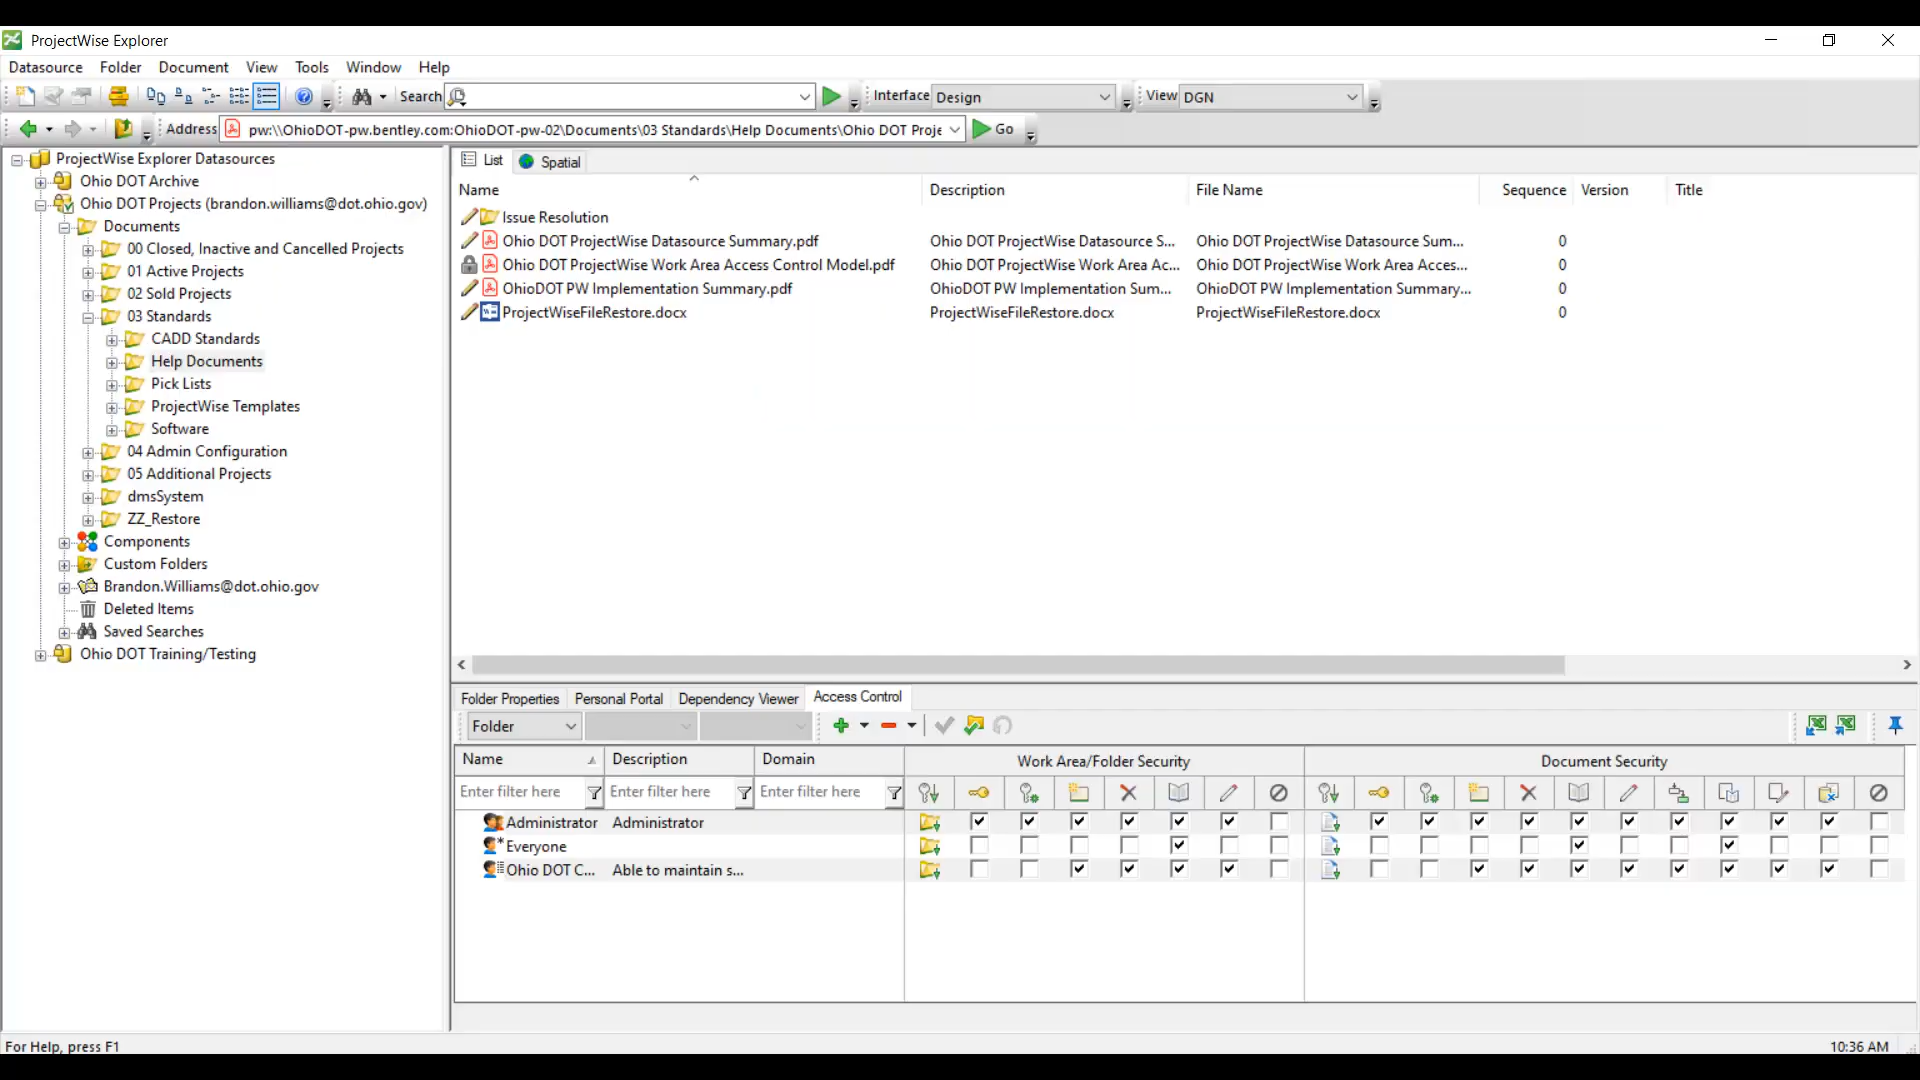 ProjectWise Explorer
Datasource Folder Document View Tools Window Help
Search Interface Design View DGN
Address pw:\\OhioDOT-pw.bentley.com:OhioDOT-pw-02\Documents\03 Standards\Help Documents\Ohio DOT Proje Go
ProjectWise Explorer Datasources
Ohio DOT Archive
Ohio DOT Projects (brandon.williams@dot.ohio.gov)
Documents
00 Closed, Inactive and Cancelled Projects
01 Active Projects
02 Sold Projects
03 Standards
CADD Standards
Help Documents
Pick Lists
ProjectWise Templates
Software
04 Admin Configuration
05 Additional Projects
dmsSystem
ZZ_Restore
Components
Custom Folders
Brandon.Williams@dot.ohio.gov
Deleted Items
Saved Searches
Ohio DOT Training/Testing
List Spatial
Name Description File Name Sequence Version Title
Issue Resolution
Ohio DOT ProjectWise Datasource Summary.pdf Ohio DOT ProjectWise Datasource S... Ohio DOT ProjectWise Datasource Sum... 0
Ohio DOT ProjectWise Work Area Access Control Model.pdf Ohio DOT ProjectWise Work Area Ac... Ohio DOT ProjectWise Work Area Acces... 0
OhioDOT PW Implementation Summary.pdf OhioDOT PW Implementation Sum... OhioDOT PW Implementation Summary... 0
ProjectWiseFileRestore.docx ProjectWiseFileRestore.docx ProjectWiseFileRestore.docx 0
Folder Properties Personal Portal Dependency Viewer Access Control
Folder
Name Description Domain Work Area/Folder Security Document Security
Enter filter here Enter filter here Enter filter here
Administrator Administrator
Everyone
Ohio DOT C... Able to maintain s...
For Help, press F1 10:36 AM